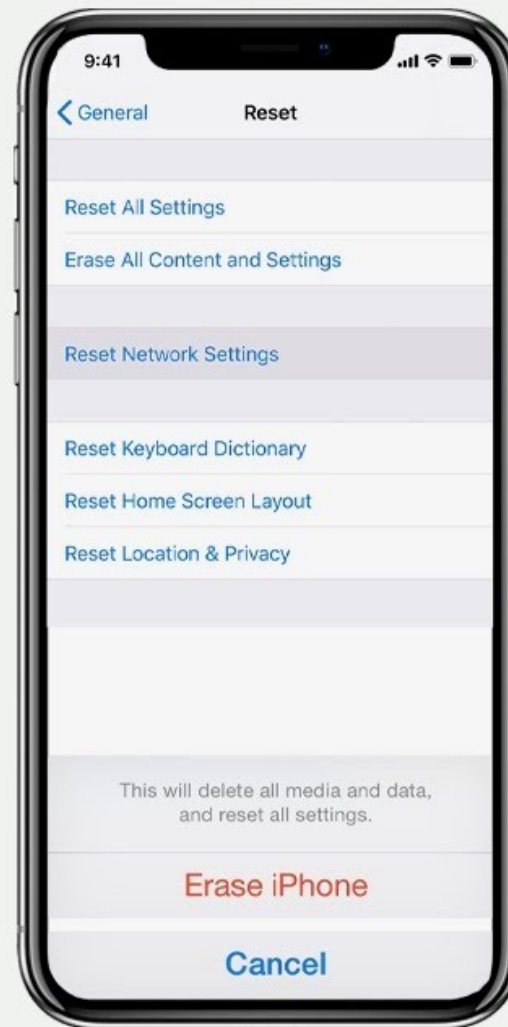 9:41
General
Reset
Reset All Settings
Erase All Content and Settings
Reset Network Settings
Reset Keyboard Dictionary
Reset Home Screen Layout
Reset Location & Privacy
This will delete all media and data,
and reset all settings.
Erase iPhone
Cancel